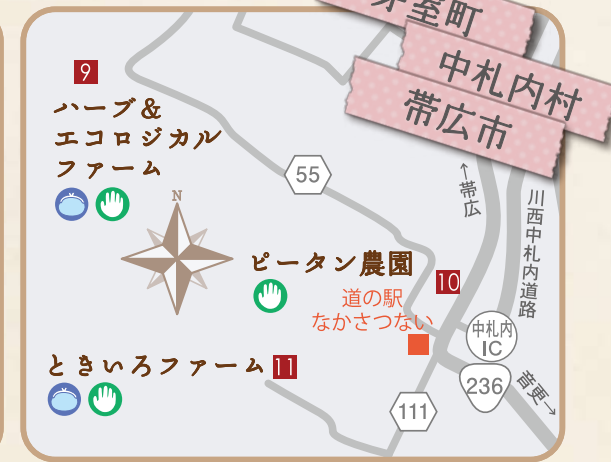 芽室町
中札内村
帯広市
9
ハーブ＆
エコロジカル
ファーム
N
55
↑帯広
川西中札内道路
ピータン農園
10
道の駅
なかさつない
中札内
IC
ときいろファーム 11
236
音更→
111